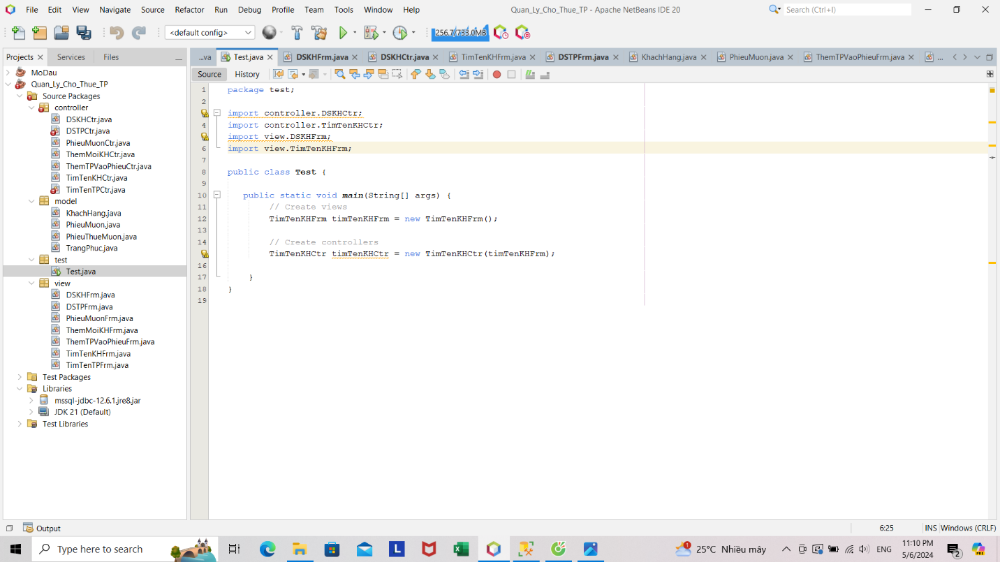 File Edit View Navigate Source Refactor Run Debug Profile Team Tools Window Help
Quan_Ly_Cho_Thue_TP - Apache NetBeans IDE 20
Search (Ctrl+I)
<default config>
256.7/733.0MB
Projects Services Files
...va Test.java DSKHFrm.java DSKHCtr.java TimTenKHFrm.java DSTPFrm.java KhachHang.java PhieuMuon.java ThemTPVaoPhieuFrm.java ...
Source History
MoDau
Quan_Ly_Cho_Thue_TP
Source Packages
controller
DSKHCtr.java
DSTPCtr.java
PhieuMuonCtr.java
ThemMoiKHCtr.java
ThemTPVaoPhieuCtr.java
TimTenKHCtr.java
TimTenTPCtr.java
model
KhachHang.java
PhieuMuon.java
PhieuThueMuon.java
TrangPhuc.java
test
Test.java
view
DSKHFrm.java
DSTPFrm.java
PhieuMuonFrm.java
ThemMoiKHFrm.java
ThemTPVaoPhieuFrm.java
TimTenKHFrm.java
TimTenTPFrm.java
Test Packages
Libraries
mssql-jdbc-12.6.1.jre8.jar
JDK 21 (Default)
Test Libraries
1 package test;
2
import controller.DSKHCtr;
4 import controller.TimTenKHCtr;
import view.DSKHFrm;
6 import view.TimTenKHFrm;
7
8 public class Test {
9
10 public static void main(String[] args) {
11 // Create views
12 TimTenKHFrm timTenKHFrm = new TimTenKHFrm();
13
14 // Create controllers
TimTenKHCtr timTenKHCtr = new TimTenKHCtr(timTenKHFrm);
16
17 }
18 }
19
Output
6:25 INS Windows (CRLF)
Type here to search
L
1
25°C Nhiều mây
ENG
11:10 PM
5/6/2024
2
PRE